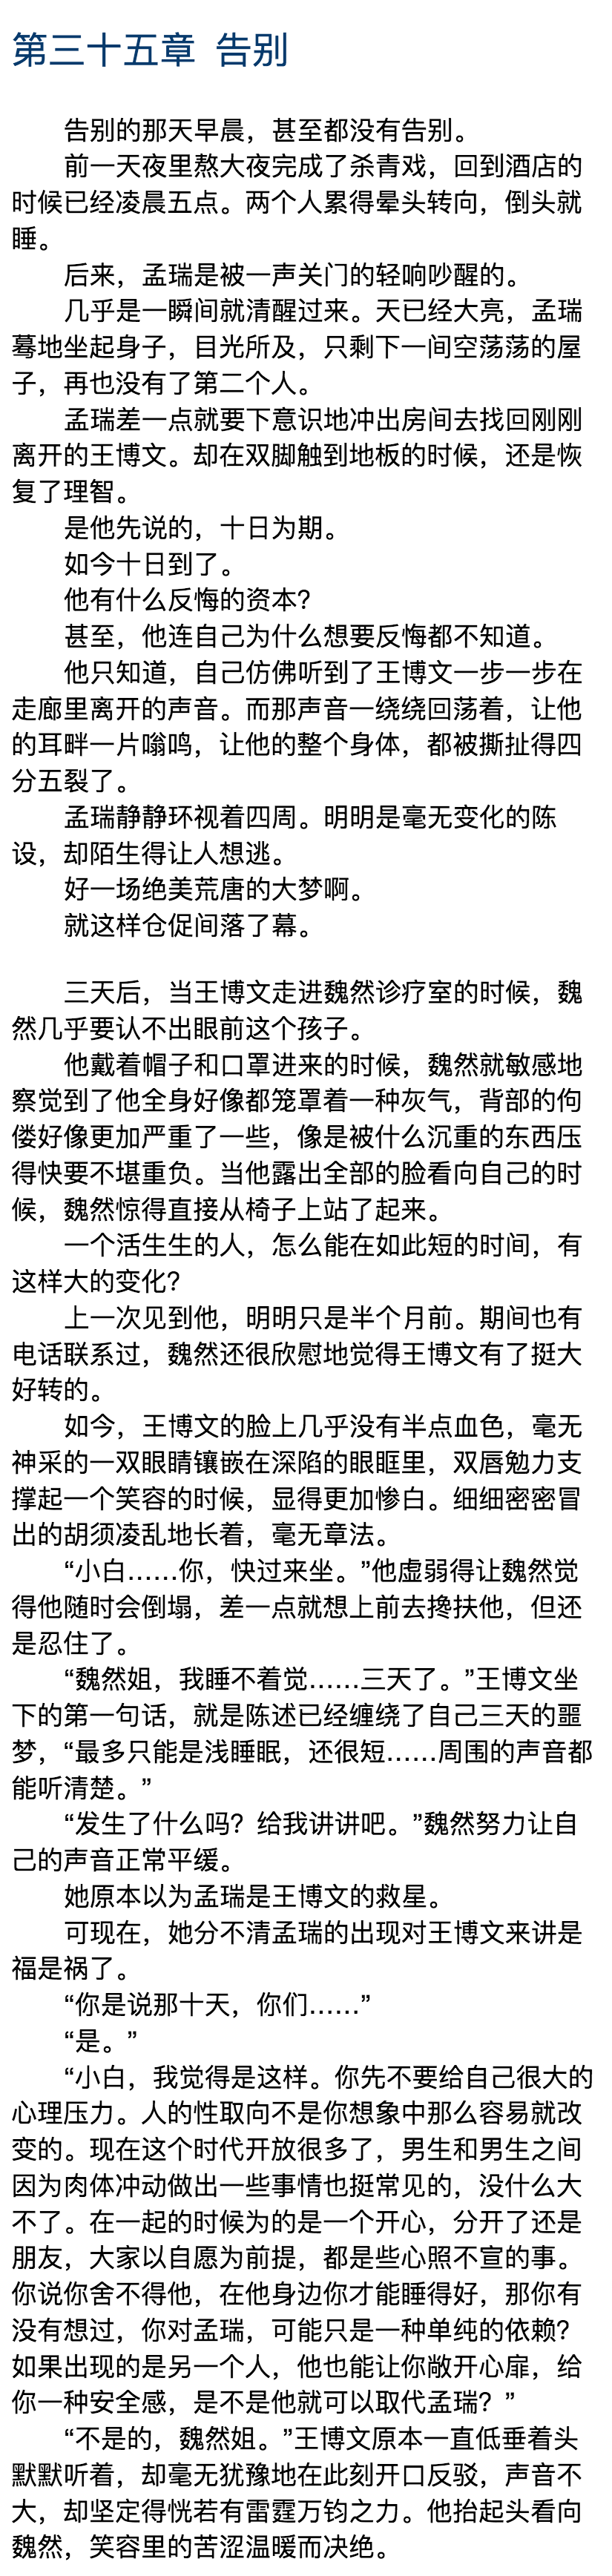 第三十五章 告别
告别的那天早晨，甚至都没有告别。
前一天夜里熬大夜完成了杀青戏，回到酒店的
时候已经凌晨五点。两个人累得晕头转向，倒头就
睡。
后来，孟瑞是被一声关门的轻响吵醒的。
几乎是一瞬间就清醒过来。天已经大亮，孟瑞
蓦地坐起身子，目光所及，只剩下一间空荡荡的屋
子，再也没有了第二个人。
孟瑞差一点就要下意识地冲出房间去找回刚刚
离开的王博文。却在双脚触到地板的时候，还是恢
复了理智。
是他先说的，十日为期。
如今十日到了。
他有什么反悔的资本？
甚至，他连自己为什么想要反悔都不知道。
他只知道，自己仿佛听到了王博文一步一步在
走廊里离开的声音。而那声音一绕绕回荡着，让他
的耳畔一片嗡鸣，让他的整个身体，都被撕扯得四
分五裂了。
孟瑞静静环视着四周。明明是毫无变化的陈
设，却陌生得让人想逃。
好一场绝美荒唐的大梦啊。
就这样仓促间落了幕。
三天后，当王博文走进魏然诊疗室的时候，魏
然几乎要认不出眼前这个孩子。
他戴着帽子和口罩进来的时候，魏然就敏感地
察觉到了他全身好像都笼罩着一种灰气，背部的佝
偻好像更加严重了一些，像是被什么沉重的东西压
得快要不堪重负。当他露出全部的脸看向自己的时
候，魏然惊得直接从椅子上站了起来。
一个活生生的人，怎么能在如此短的时间，有
这样大的变化？
上一次见到他，明明只是半个月前。期间也有
电话联系过，魏然还很欣慰地觉得王博文有了挺大
好转的。
如今，王博文的脸上几乎没有半点血色，毫无
神采的一双眼睛镶嵌在深陷的眼眶里，双唇勉力支
撑起一个笑容的时候，显得更加惨白。细细密密冒
出的胡须凌乱地长着，毫无章法。
“小白……你，快过来坐。”他虚弱得让魏然觉
得他随时会倒塌，差一点就想上前去搀扶他，但还
是忍住了。
“魏然姐，我睡不着觉……三天了。”王博文坐
下的第一句话，就是陈述已经缠绕了自己三天的噩
梦，“最多只能是浅睡眠，还很短……周围的声音都
能听清楚。”
“发生了什么吗？给我讲讲吧。”魏然努力让自
己的声音正常平缓。
她原本以为孟瑞是王博文的救星。
可现在，她分不清孟瑞的出现对王博文来讲是
福是祸了。
“你是说那十天，你们……”
“是。”
“小白，我觉得是这样。你先不要给自己很大的
心理压力。人的性取向不是你想象中那么容易就改
变的。现在这个时代开放很多了，男生和男生之间
因为肉体冲动做出一些事情也挺常见的，没什么大
不了。在一起的时候为的是一个开心，分开了还是
朋友，大家以自愿为前提，都是些心照不宣的事。
你说你舍不得他，在他身边你才能睡得好，那你有
没有想过，你对孟瑞，可能只是一种单纯的依赖？
如果出现的是另一个人，他也能让你敞开心扉，给
你一种安全感，是不是他就可以取代孟瑞？”
“不是的，魏然姐。”王博文原本一直低垂着头
默默听着，却毫无犹豫地在此刻开口反驳，声音不
大，却坚定得恍若有雷霆万钧之力。他抬起头看向
魏然，笑容里的苦涩温暖而决绝。